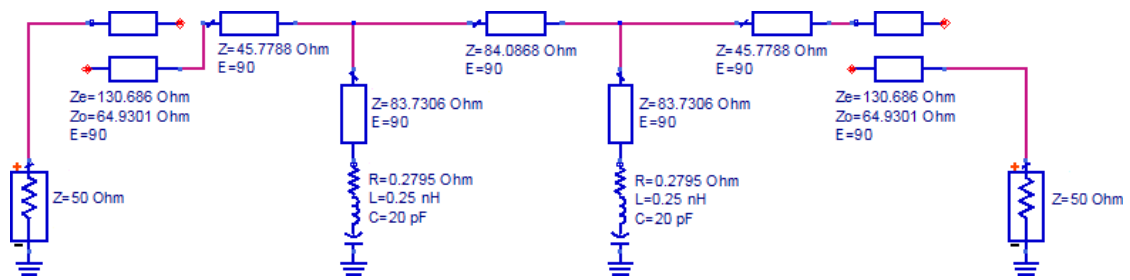 Z=45.7788 Ohm
E=90
Z=84.0868 Ohm
E=90
Z=45.7788 Ohm
E=90
Ze=130.686 Ohm
Zo=64.9301 Ohm
E=90
Z=83.7306 Ohm
E=90
Z=83.7306 Ohm
E=90
Ze=130.686 Ohm
Zo=64.9301 Ohm
E=90
+
Z=50 Ohm
-
R=0.2795 Ohm
L=0.25 nH
C=20 pF
R=0.2795 Ohm
L=0.25 nH
C=20 pF
+
Z=50 Ohm
-